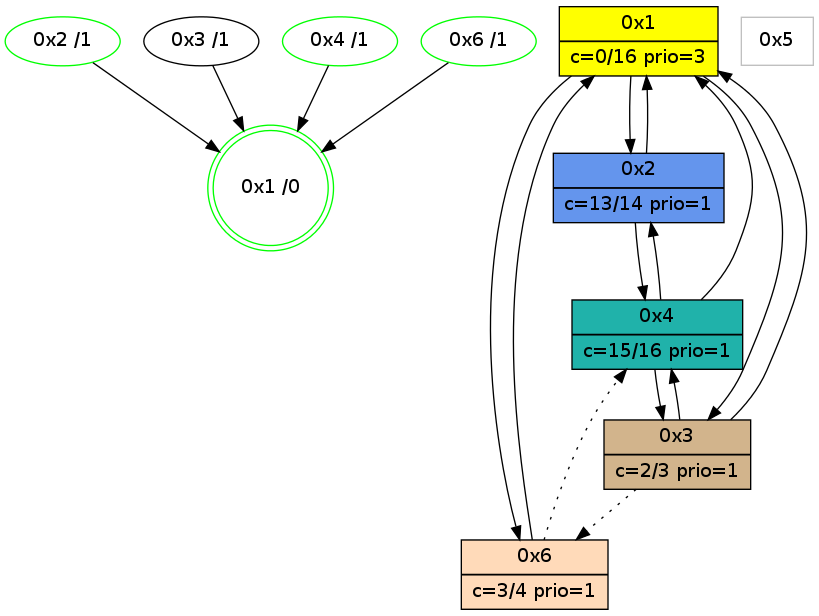 0x2 /1
0x3 /1
0x4 /1
0x6 /1
0x1
c=0/16 prio=3
0x5
0x1 /0
0x2
c=13/14 prio=1
0x4
c=15/16 prio=1
0x3
c=2/3 prio=1
0x6
c=3/4 prio=1